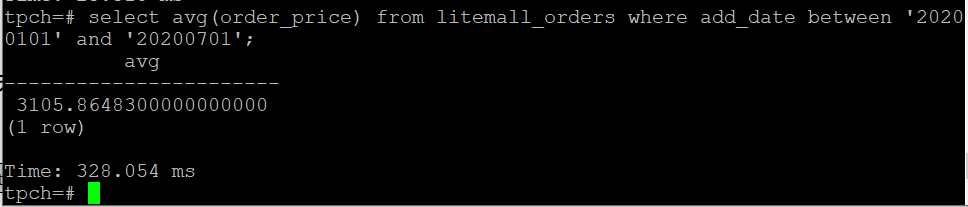 tpch=# select avg(order_price) from litemall_orders where add_date between '2020
0101' and '20200701';
avg
-----------------------
3105.8648300000000000
(1 row)
Time: 328.054 ms
tpch=#